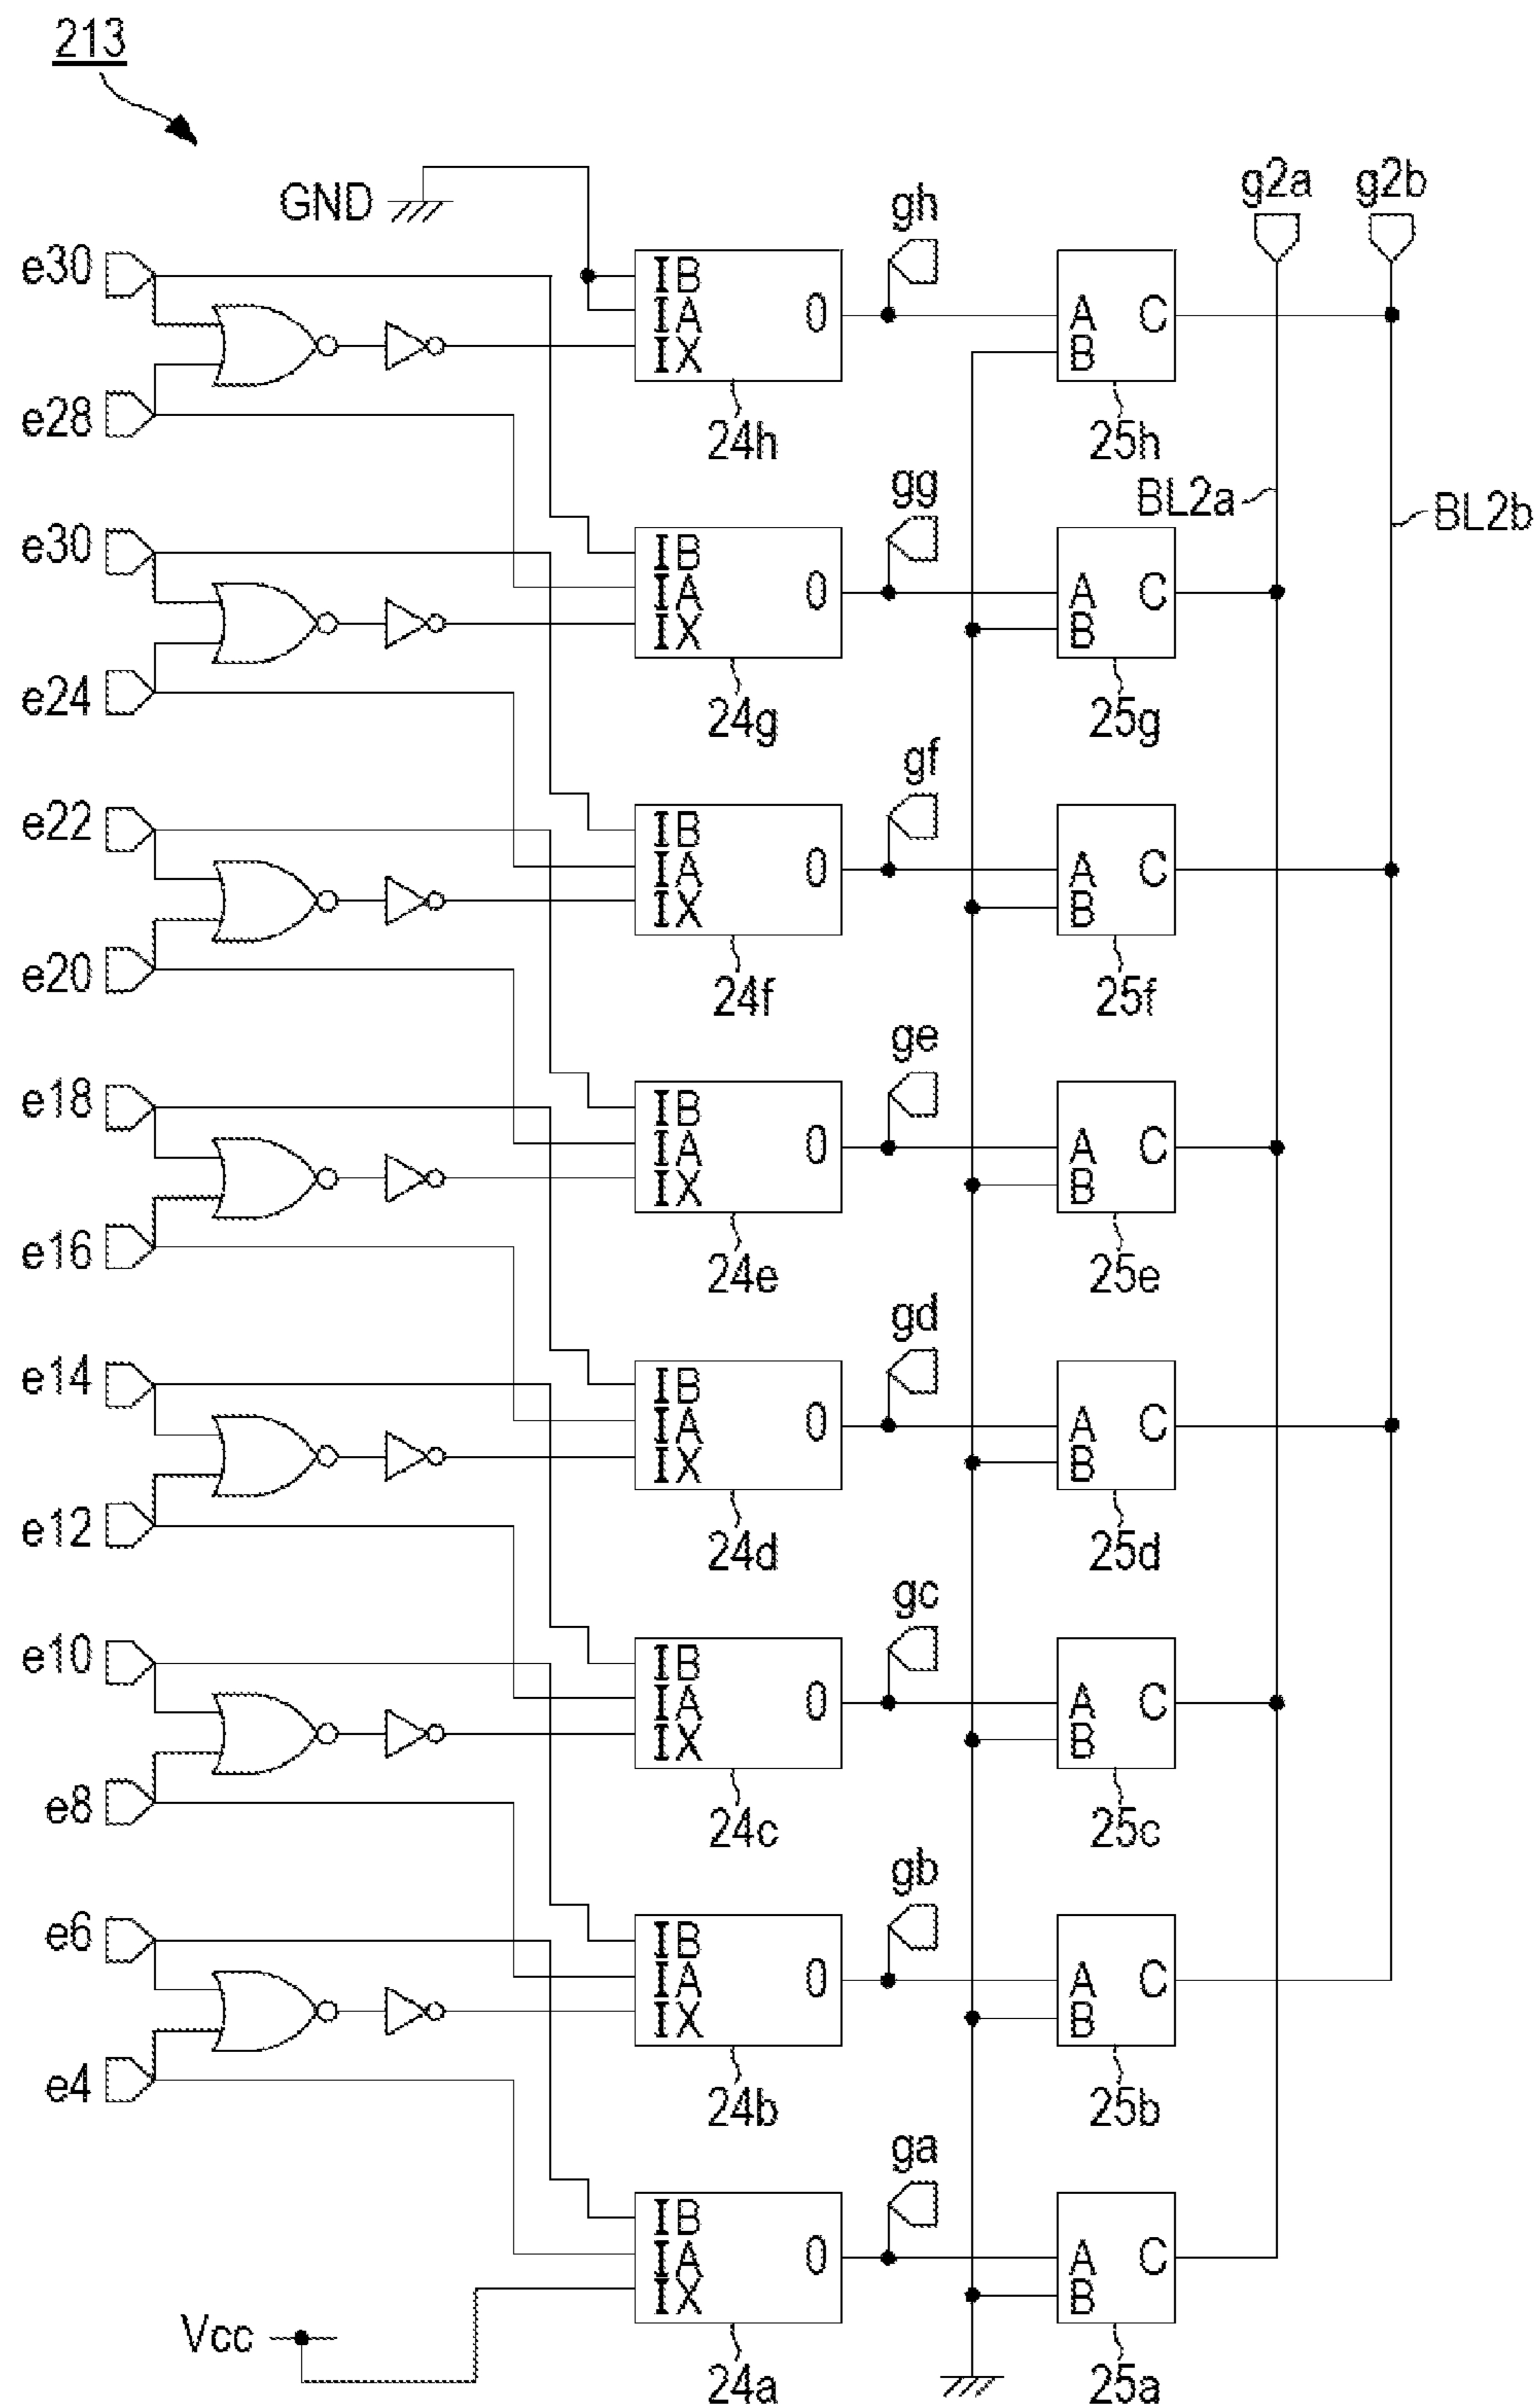 213
GND
g2a g2b
gh
e30
IB
IA
IX
0
A
B
C
e28
24h
25h
gg
BL2a
BL2b
e30
IB
IA
IX
0
A
B
C
e24
24g
25g
gf
e22
IB
IA
IX
0
A
B
C
e20
24f
25f
ge
e18
IB
IA
IX
0
A
B
C
e16
24e
25e
gd
e14
IB
IA
IX
0
A
B
C
e12
24d
25d
gc
e10
IB
IA
IX
0
A
B
C
e8
24c
25c
gb
e6
IB
IA
IX
0
A
B
C
e4
24b
25b
ga
IB
IA
IX
0
A
B
C
Vcc
24a
25a